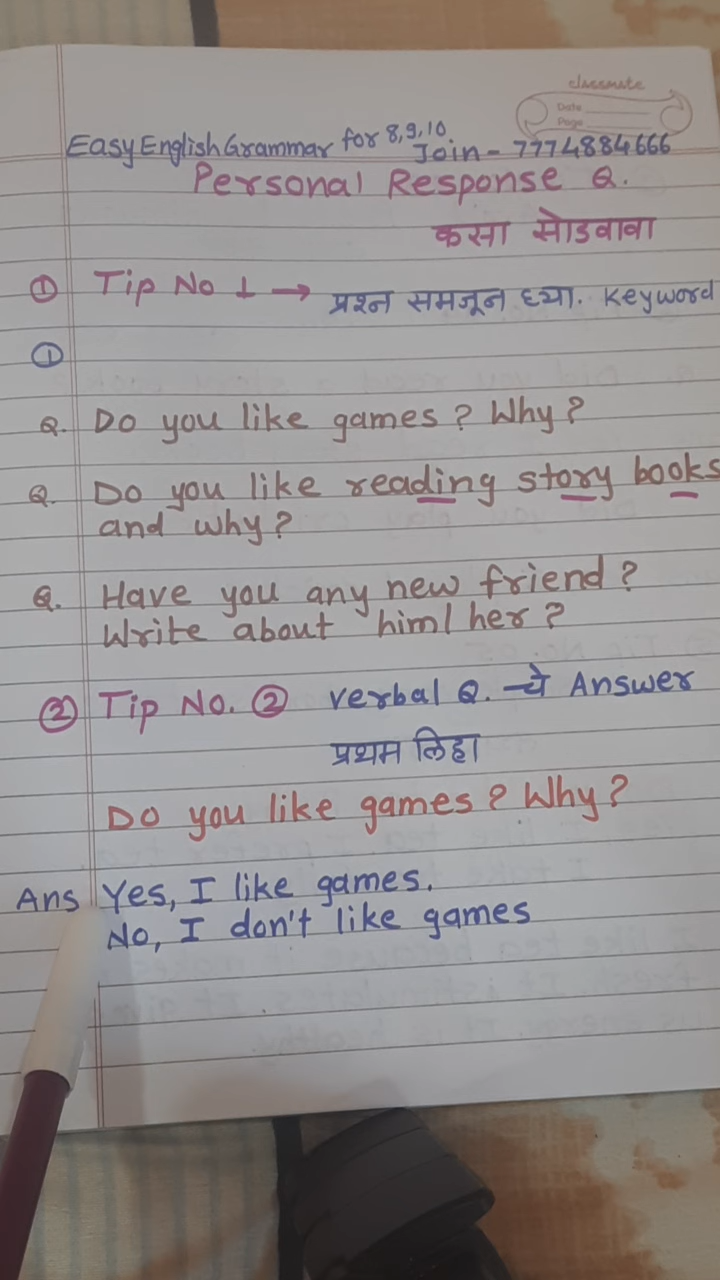 classmate
Date
Page
Easy English Grammar for 8,9,10.
Join - 7774884666
Personal Response Q.
कसा सोडवावा
① Tip No 1 → प्रश्न समजून घ्या. Keyword
①
Q. Do you like games? Why?
Q. Do you like reading story books
and why?
Q. Have you any new friend?
Write about him/her?
② Tip No. ② verbal Q. -चे Answer
प्रथम लिहा
Do you like games? Why?
Ans Yes, I like games.
No, I don't like games